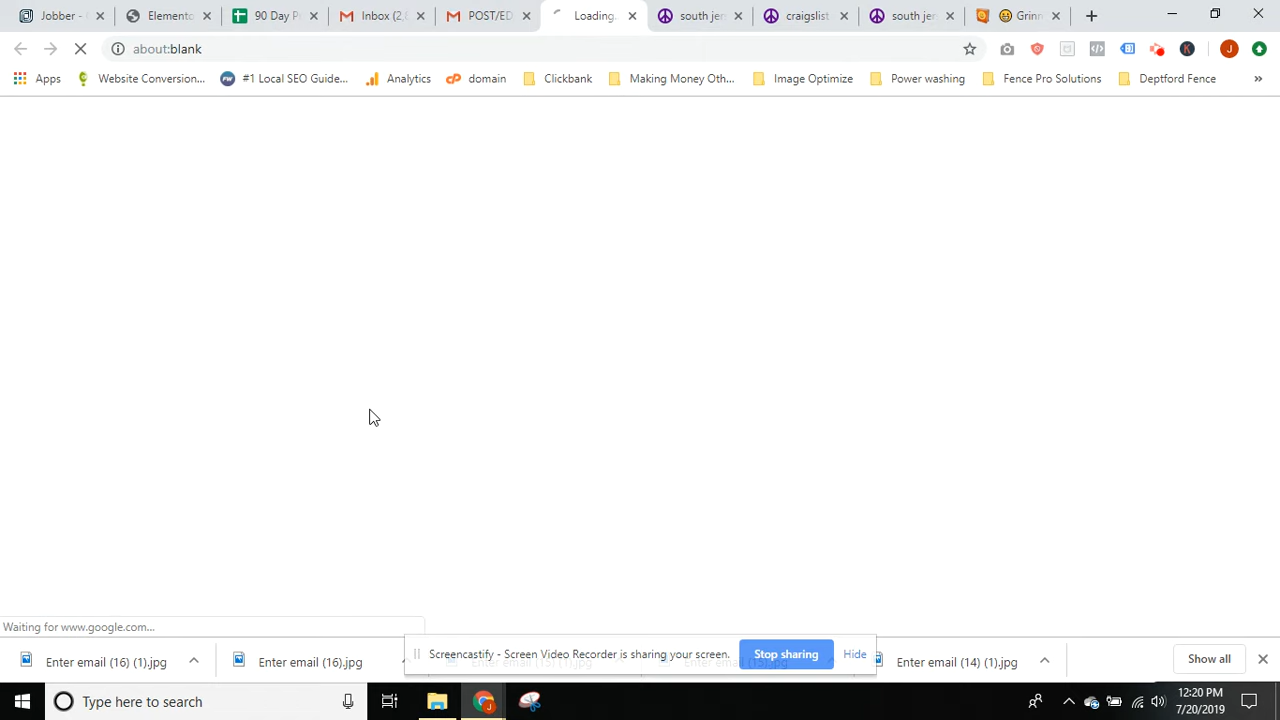 Jobber -
Elemento
90 Day P
Inbox (2,
POST/ED
Loading.
south jer
craigslist
south je
Grinn
about:blank
Apps
Website Conversion...
#1 Local SEO Guide...
Analytics
cP domain
Clickbank
Making Money Oth...
Image Optimize
Power washing
Fence Pro Solutions
Deptford Fence
»
Waiting for www.google.com...
Enter email (16) (1).jpg
Enter email (16).jpg
Screencastify - Screen Video Recorder is sharing your screen.
Stop sharing
Hide
Enter email (14) (1).jpg
Show all
Type here to search
12:20 PM
7/20/2019